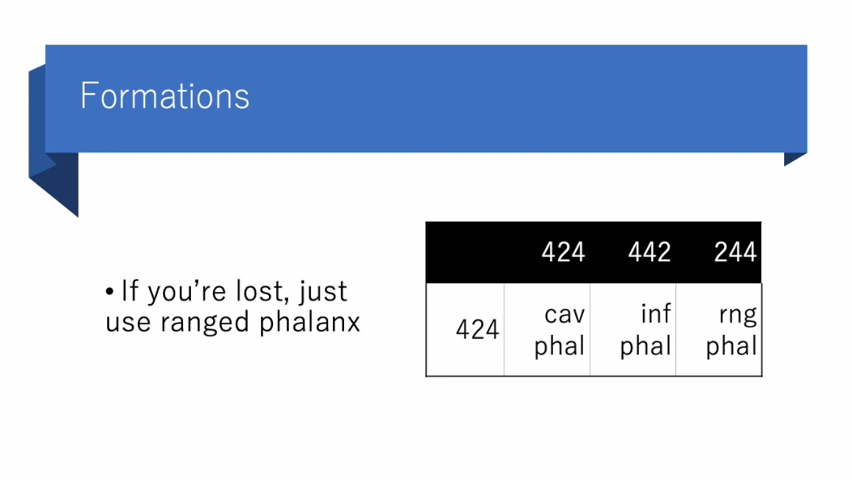 Formations
• If you're lost, just
use ranged phalanx
424 442 244
424 cav phal inf phal rng phal